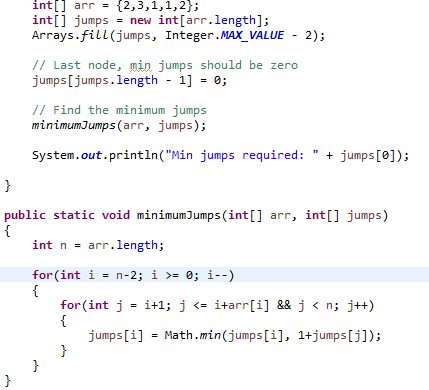 int[] arr = {2,3,1,1,2};
int[] jumps = new int[arr.length];
Arrays.fill(jumps, Integer.MAX_VALUE - 2);
// Last node, min jumps should be zero
jumps[jumps.length - 1] = 0;
// Find the minimum jumps
minimumJumps(arr, jumps);
System.out.println("Min jumps required: " + jumps[0]);
}
public static void minimumJumps(int[] arr, int[] jumps)
{
int n = arr.length;
for(int i = n-2; i >= 0; i--)
{
for(int j = i+1; j <= i+arr[i] && j < n; j++)
{
jumps[i] = Math.min(jumps[i], 1+jumps[j]);
}
}
}